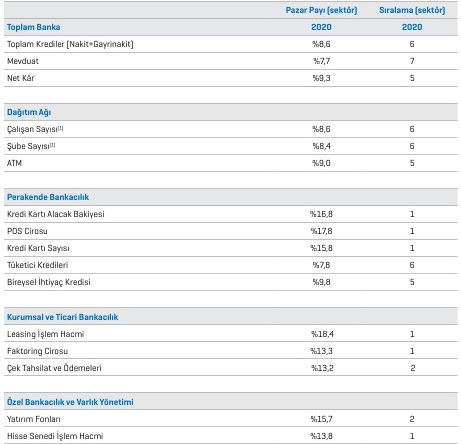 Pazar Payı (sektör) Sıralama (sektör)
Toplam Banka 2020 2020
Toplam Krediler (Nakit+Gayrinakit) %8,6 6
Mevduat %7,7 7
Net Kâr %9,3 5
Dağıtım Ağı
Çalışan Sayısı(1) %8,6 6
Şube Sayısı(1) %8,4 6
ATM %9,0 5
Perakende Bankacılık
Kredi Kartı Alacak Bakiyesi %16,8 1
POS Cirosu %17,8 1
Kredi Kartı Sayısı %15,8 1
Tüketici Kredileri %7,8 6
Bireysel İhtiyaç Kredisi %9,8 5
Kurumsal ve Ticari Bankacılık
Leasing İşlem Hacmi %18,4 1
Faktoring Cirosu %13,3 1
Çek Tahsilat ve Ödemeleri %13,2 2
Özel Bankacılık ve Varlık Yönetimi
Yatırım Fonları %15,7 2
Hisse Senedi İşlem Hacmi %13,8 1